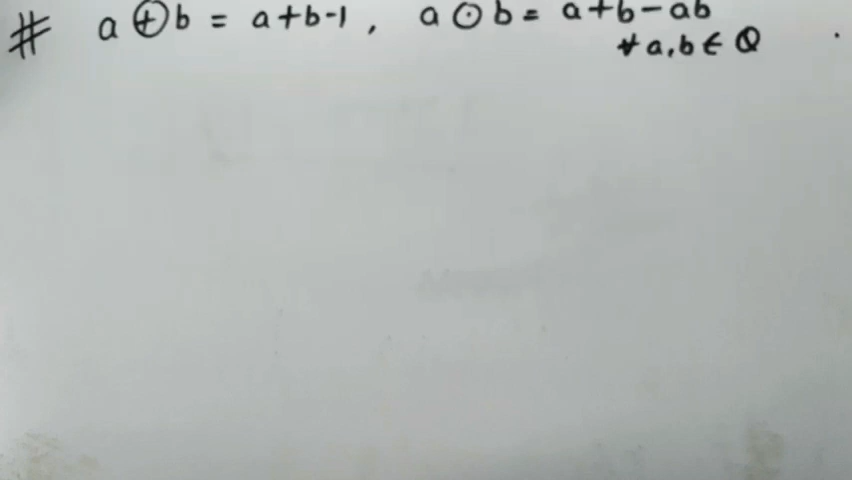 # a ⊕ b = a+b-1, a ⊙ b = a+b-ab
∀ a,b ∈ Q